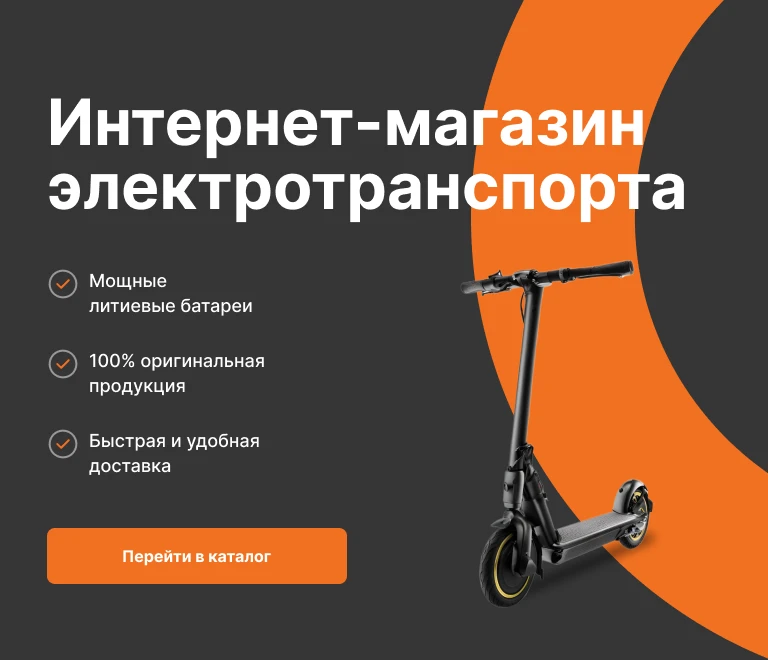 Интернет-магазин
электротранспорта
Мощные
литиевые батареи
100% оригинальная
продукция
Быстрая и удобная
доставка
Перейти в каталог